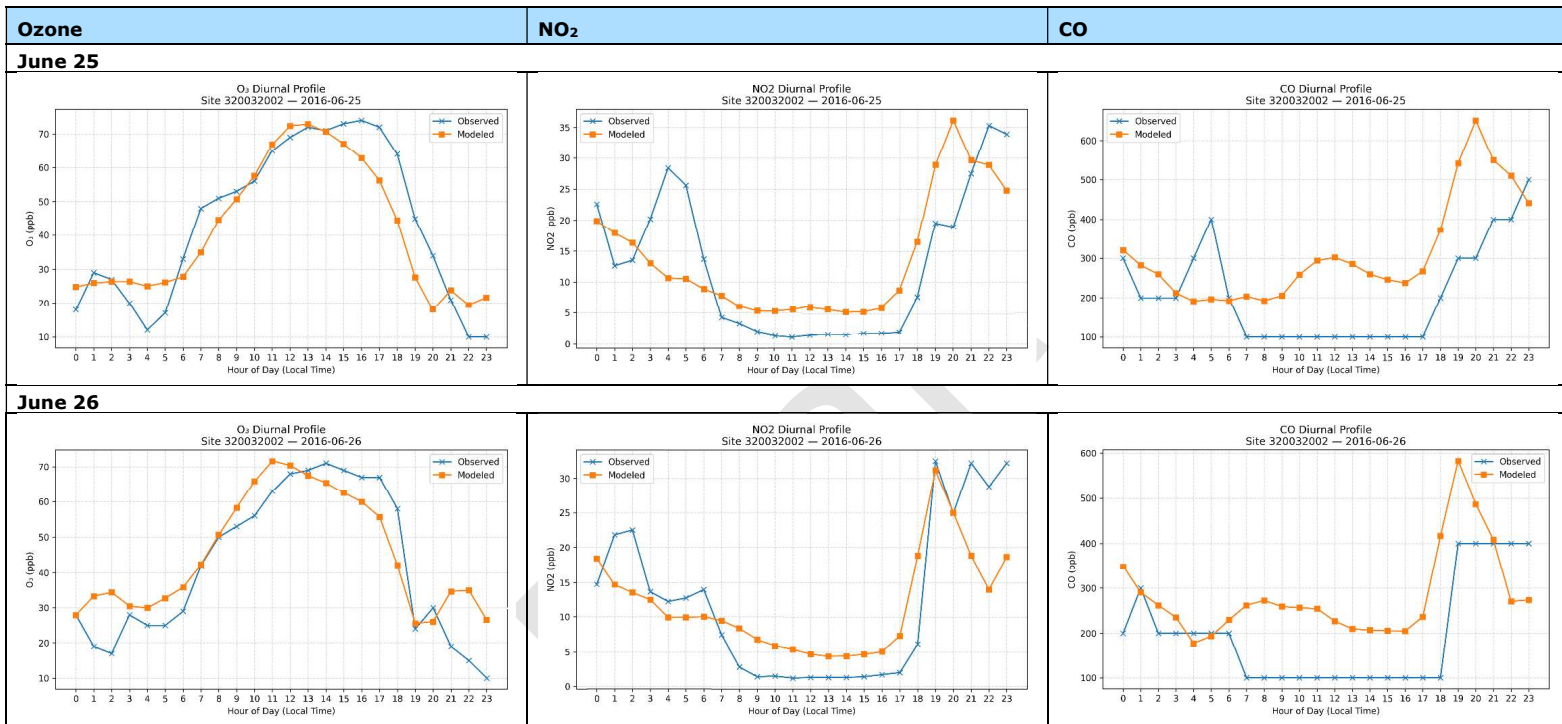 Ozone NO₂ CO
June 25
O₃ Diurnal Profile
Site 320032002 — 2016-06-25
Observed
Modeled
O₃ (ppb)
70
60
50
40
30
20
10
0 1 2 3 4 5 6 7 8 9 10 11 12 13 14 15 16 17 18 19 20 21 22 23
Hour of Day (Local Time)
NO2 Diurnal Profile
Site 320032002 — 2016-06-25
Observed
Modeled
NO2 ppb)
35
30
25
20
15
10
5
0
0 1 2 3 4 5 6 7 8 9 10 11 12 13 14 15 16 17 18 19 20 21 22 23
Hour of Day (Local Time)
CO Diurnal Profile
Site 320032002 — 2016-06-25
Observed
Modeled
CO (ppb)
600
500
400
300
200
100
0 1 2 3 4 5 6 7 8 9 10 11 12 13 14 15 16 17 18 19 20 21 22 23
Hour of Day (Local Time)
June 26
O₃ Diurnal Profile
Site 320032002 — 2016-06-26
Observed
Modeled
O₃ (ppb)
70
60
50
40
30
20
10
0 1 2 3 4 5 6 7 8 9 10 11 12 13 14 15 16 17 18 19 20 21 22 23
Hour of Day (Local Time)
NO2 Diurnal Profile
Site 320032002 — 2016-06-26
Observed
Modeled
NO2 (ppb)
30
25
20
15
10
5
0
0 1 2 3 4 5 6 7 8 9 10 11 12 13 14 15 16 17 18 19 20 21 22 23
Hour of Day (Local Time)
CO Diurnal Profile
Site 320032002 — 2016-06-26
Observed
Modeled
CO (ppb)
600
500
400
300
200
100
0 1 2 3 4 5 6 7 8 9 10 11 12 13 14 15 16 17 18 19 20 21 22 23
Hour of Day (Local Time)